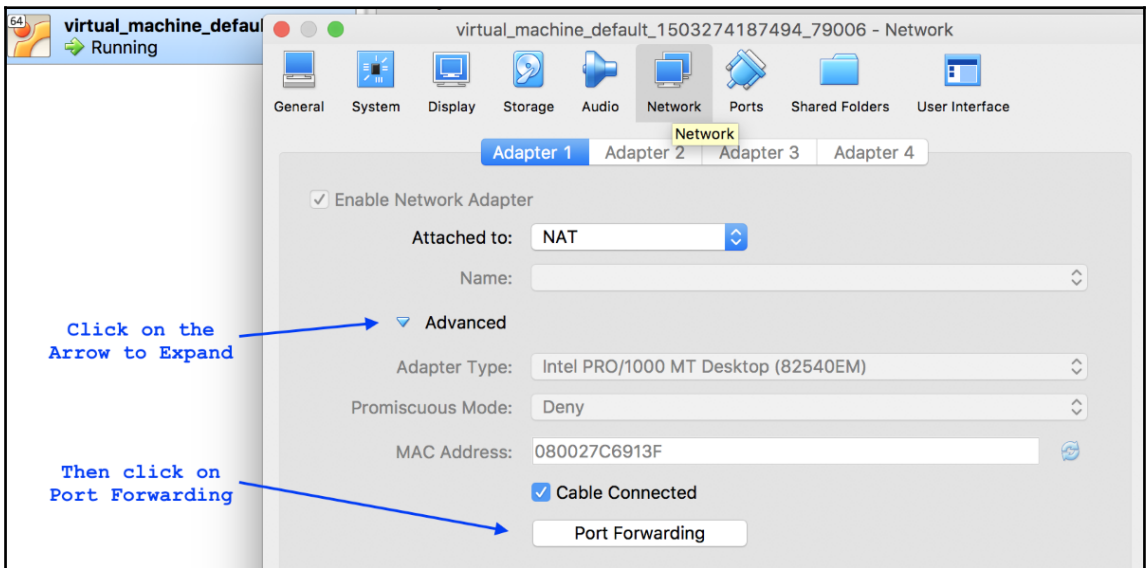 64
virtual_machine_defaul
Running
virtual_machine_default_1503274187494_79006 - Network
General System Display Storage Audio Network Ports Shared Folders User Interface
Network
Adapter 1 Adapter 2 Adapter 3 Adapter 4
Enable Network Adapter
Attached to: NAT
Name:
Click on the
Arrow to Expand
Advanced
Adapter Type: Intel PRO/1000 MT Desktop (82540EM)
Promiscuous Mode: Deny
MAC Address: 080027C6913F
Then click on
Port Forwarding
Cable Connected
Port Forwarding